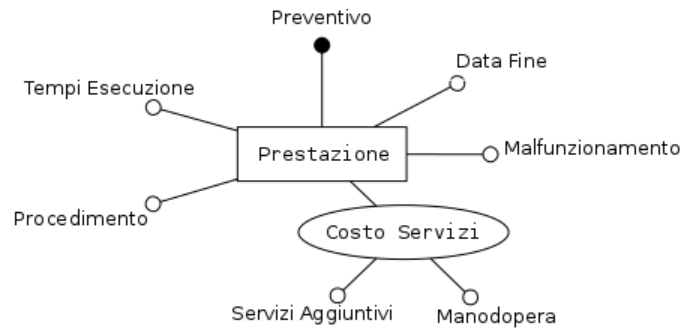 Preventivo
Data Fine
Tempi Esecuzione
Prestazione
Malfunzionamento
Procedimento
Costo Servizi
Servizi Aggiuntivi
Manodopera